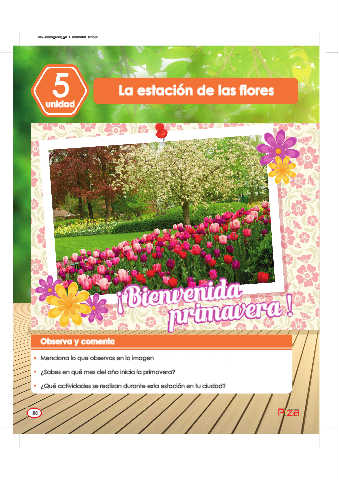 5
unidad
La estación de las flores
¡Bienvenida
primavera!
Observa y comenta
• Menciona lo que observas en la imagen
• ¿Sabes en qué mes del año inicia la primavera?
• ¿Qué actividades se realizan durante esta estación en tu ciudad?